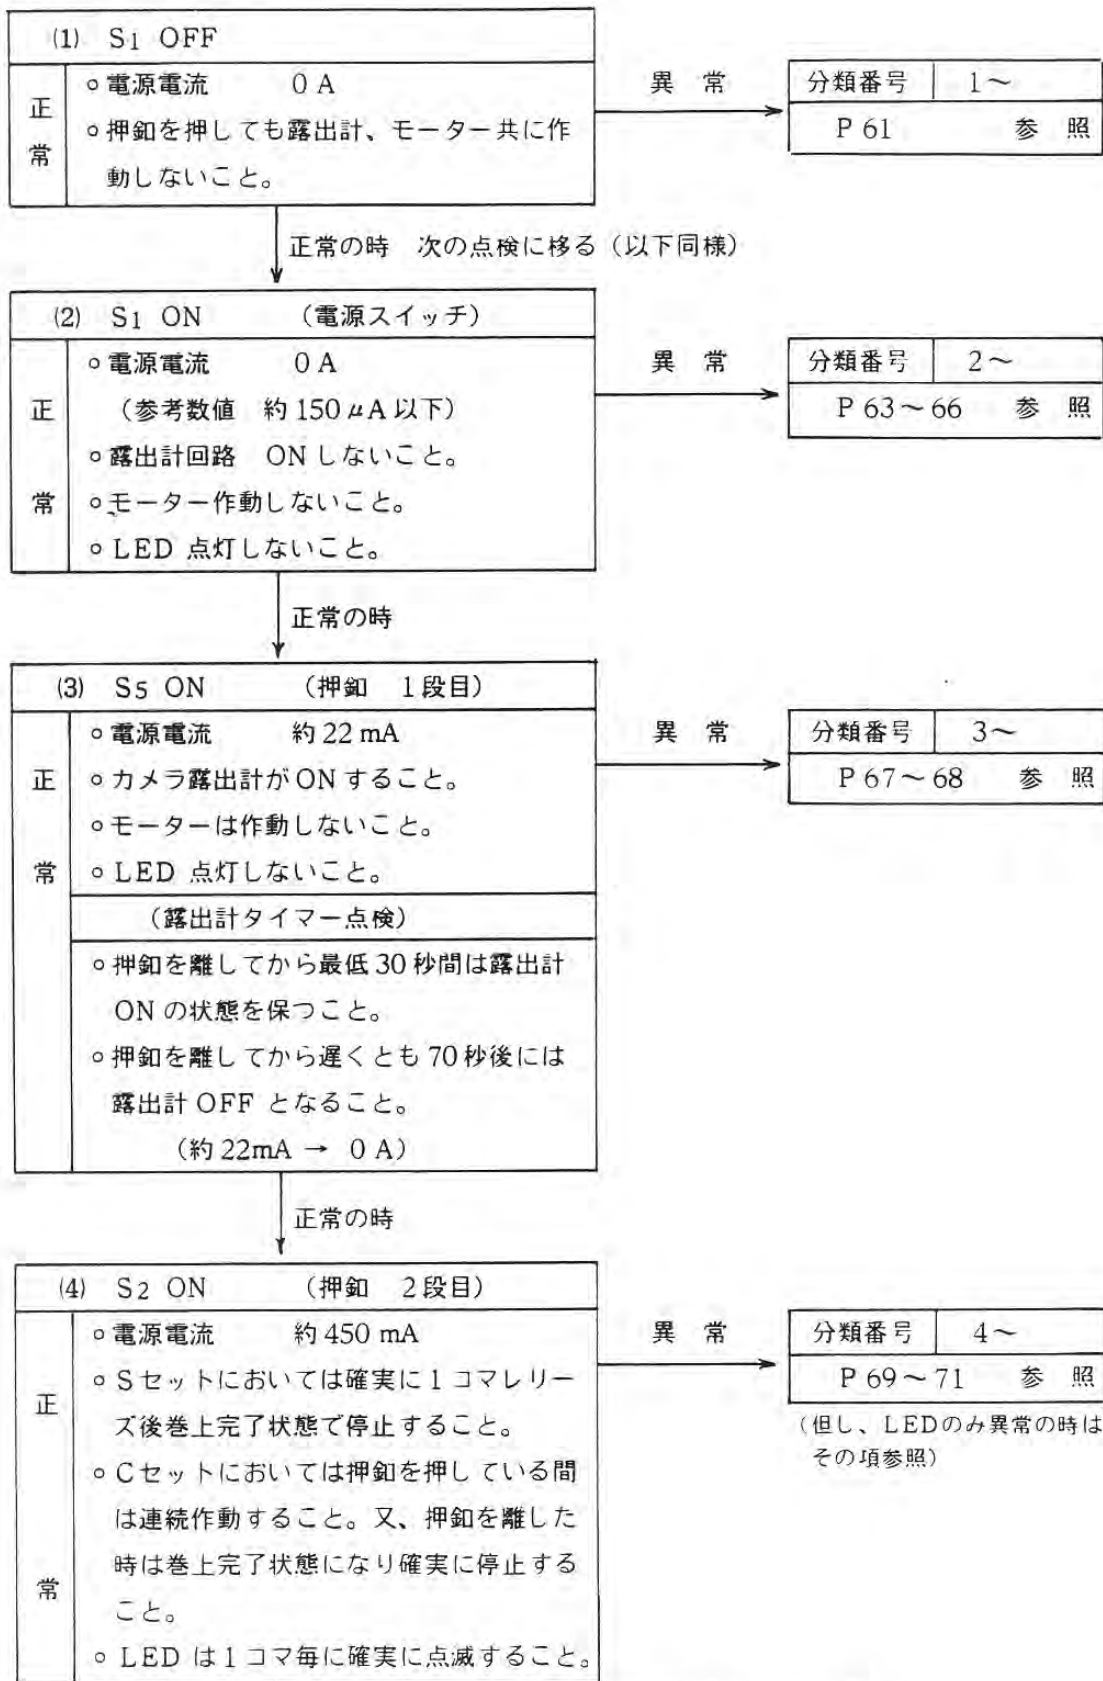 (1) S1 OFF
正常
○電源電流 0 A
○押釦を押しても露出計、モーター共に作
動しないこと。
異 常
分類番号 1～
P 61 参 照
正常の時 次の点検に移る（以下同様）
(2) S1 ON （電源スイッチ）
正常
○電源電流 0 A
（参考数値 約 150 μA 以下）
○露出計回路 ON しないこと。
○モーター作動しないこと。
○LED 点灯しないこと。
異 常
分類番号 2～
P 63～66 参 照
正常の時
(3) S5 ON （押釦 1段目）
正常
○電源電流 約 22 mA
○カメラ露出計が ON すること。
○モーターは作動しないこと。
○LED 点灯しないこと。
（露出計タイマー点検）
○押釦を離してから最低 30 秒間は露出計
ON の状態を保つこと。
○押釦を離してから遅くとも 70 秒後には
露出計 OFF となること。
（約 22mA → 0 A）
異 常
分類番号 3～
P 67～68 参 照
正常の時
(4) S2 ON （押釦 2段目）
正常
○電源電流 約 450 mA
○Sセットにおいては確実に1コマレリー
ズ後巻上完了状態で停止すること。
○Cセットにおいては押釦を押している間
は連続作動すること。又、押釦を離した
時は巻上完了状態になり確実に停止する
こと。
○LED は1コマ毎に確実に点滅すること。
異 常
分類番号 4～
P 69～71 参 照
（但し、LEDのみ異常の時は
その項参照）